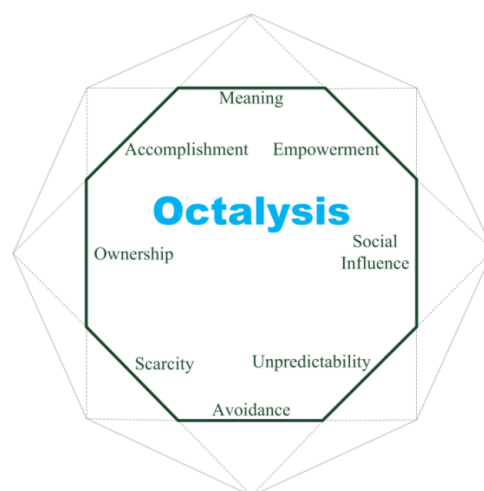 Meaning
Accomplishment Empowerment
Octalysis
Ownership
Social
Influence
Scarcity
Unpredictability
Avoidance